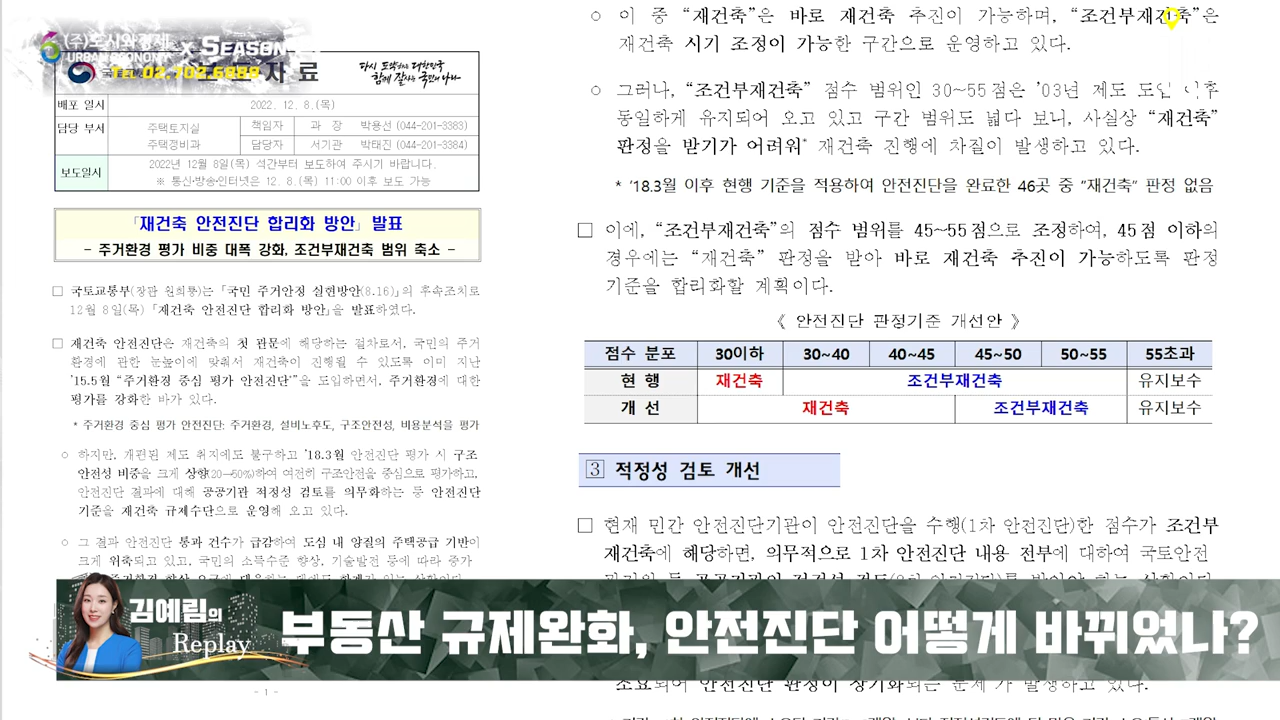 (주)도시와경제
URBAN ECONOMY
X SEASON
TEL 02.702.6989
보도자료
다시 도약하는 대한민국
함께 잘사는 국민의 나라
배포 일시 2022. 12. 8.(목)
담당 부서 주택토지실 책임자 과 장 박용선 (044-201-3383)
주택정비과 담당자 서기관 박태진 (044-201-3384)
보도일시 2022년 12월 8일(목) 석간부터 보도하여 주시기 바랍니다.
※ 통신·방송·인터넷은 12. 8.(목) 11:00 이후 보도 가능
「재건축 안전진단 합리화 방안」 발표
- 주거환경 평가 비중 대폭 강화, 조건부재건축 범위 축소 -
□ 국토교통부(장관 원희룡)는 「국민 주거안정 실현방안(8.16)」의 후속조치로
12월 8일(목) 「재건축 안전진단 합리화 방안」을 발표하였다.
□ 재건축 안전진단은 재건축의 첫 관문에 해당하는 절차로서, 국민의 주거
환경에 관한 눈높이에 맞춰서 재건축이 진행될 수 있도록 이미 지난
'15.5월 “주거환경 중심 평가 안전진단*”을 도입하면서, 주거환경에 대한
평가를 강화한 바가 있다.
* 주거환경 중심 평가 안전진단: 주거환경, 설비노후도, 구조안전성, 비용분석을 평가
○ 하지만, 개편된 제도 취지에도 불구하고 '18.3월 안전진단 평가 시 구조
안전성 비중을 크게 상향(20→50%)하여 여전히 구조안전을 중심으로 평가하고,
안전진단 결과에 대해 공공기관 적정성 검토를 의무화하는 등 안전진단
기준을 재건축 규제수단으로 운영해 오고 있다.
○ 그 결과 안전진단 통과 건수가 급감하여 도심 내 양질의 주택공급 기반이
크게 위축되고 있고, 국민의 소득수준 향상, 기술발전 등에 따라 증가
- 1 -
○ 이 중 “재건축”은 바로 재건축 추진이 가능하며, “조건부재건축”은
재건축 시기 조정이 가능한 구간으로 운영하고 있다.
○ 그러나, “조건부재건축” 점수 범위인 30~55점은 '03년 제도 도입 이후
동일하게 유지되어 오고 있고 구간 범위도 넓다 보니, 사실상 “재건축”
판정을 받기가 어려워* 재건축 진행에 차질이 발생하고 있다.
* '18.3월 이후 현행 기준을 적용하여 안전진단을 완료한 46곳 중 “재건축” 판정 없음
□ 이에, “조건부재건축”의 점수 범위를 45~55점으로 조정하여, 45점 이하의
경우에는 “재건축” 판정을 받아 바로 재건축 추진이 가능하도록 판정
기준을 합리화할 계획이다.
《 안전진단 판정기준 개선안 》
점수 분포 30이하 30~40 40~45 45~50 50~55 55초과
현 행 재건축 조건부재건축 유지보수
개 선 재건축 조건부재건축 유지보수
3 적정성 검토 개선
□ 현재 민간 안전진단기관이 안전진단을 수행(1차 안전진단)한 점수가 조건부
재건축에 해당하면, 의무적으로 1차 안전진단 내용 전부에 대하여 국토안전
소요되어 안전진단 판정이 장기화되는 문제가 발생하고 있다.
김예림의
Replay
부동산 규제완화, 안전진단 어떻게 바뀌었나?